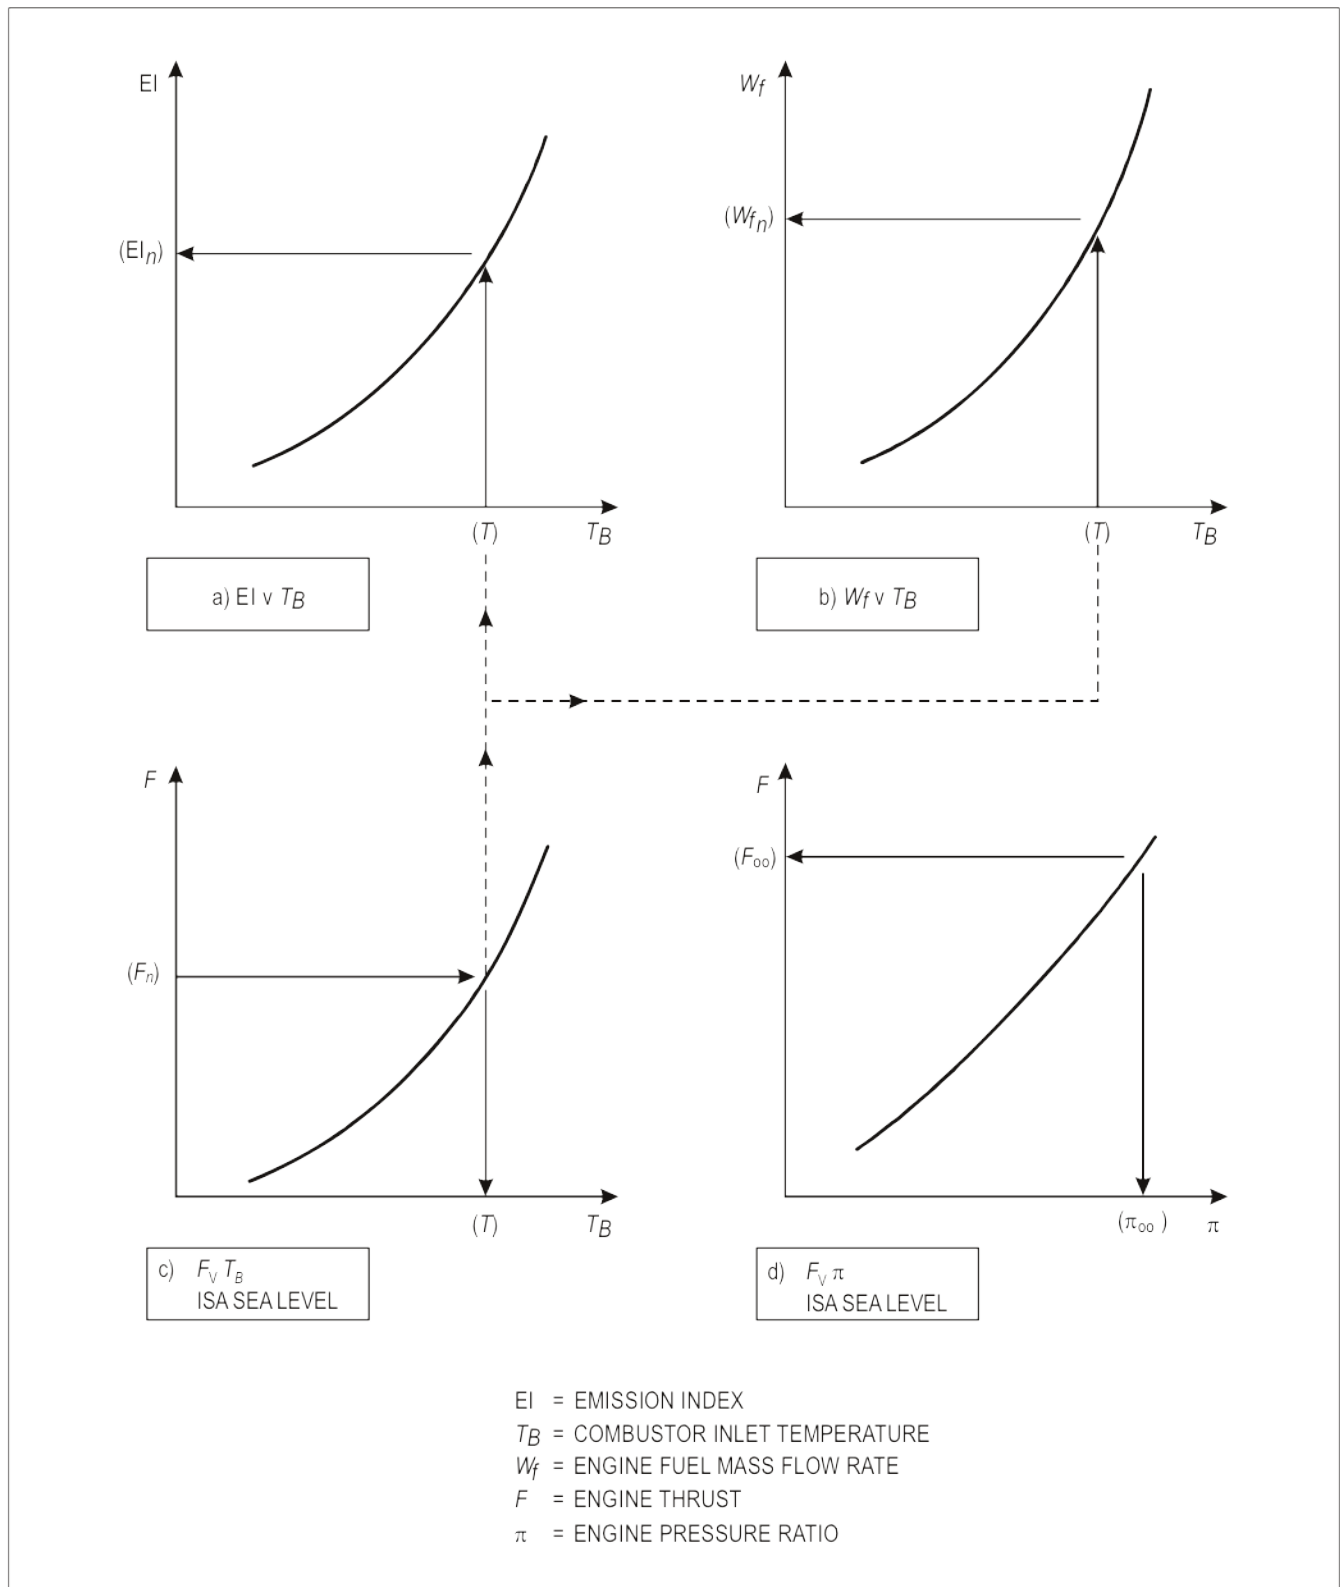 EI
(EIn)
(T)
TB
a) EI v TB
Wf
(Wfn)
(T)
TB
b) Wf v TB
F
(Fn)
(T)
TB
c) Fv TB
ISA SEA LEVEL
F
(Foo)
(πoo)
π
d) Fv π
ISA SEA LEVEL
EI = EMISSION INDEX
TB = COMBUSTOR INLET TEMPERATURE
Wf = ENGINE FUEL MASS FLOW RATE
F = ENGINE THRUST
π = ENGINE PRESSURE RATIO